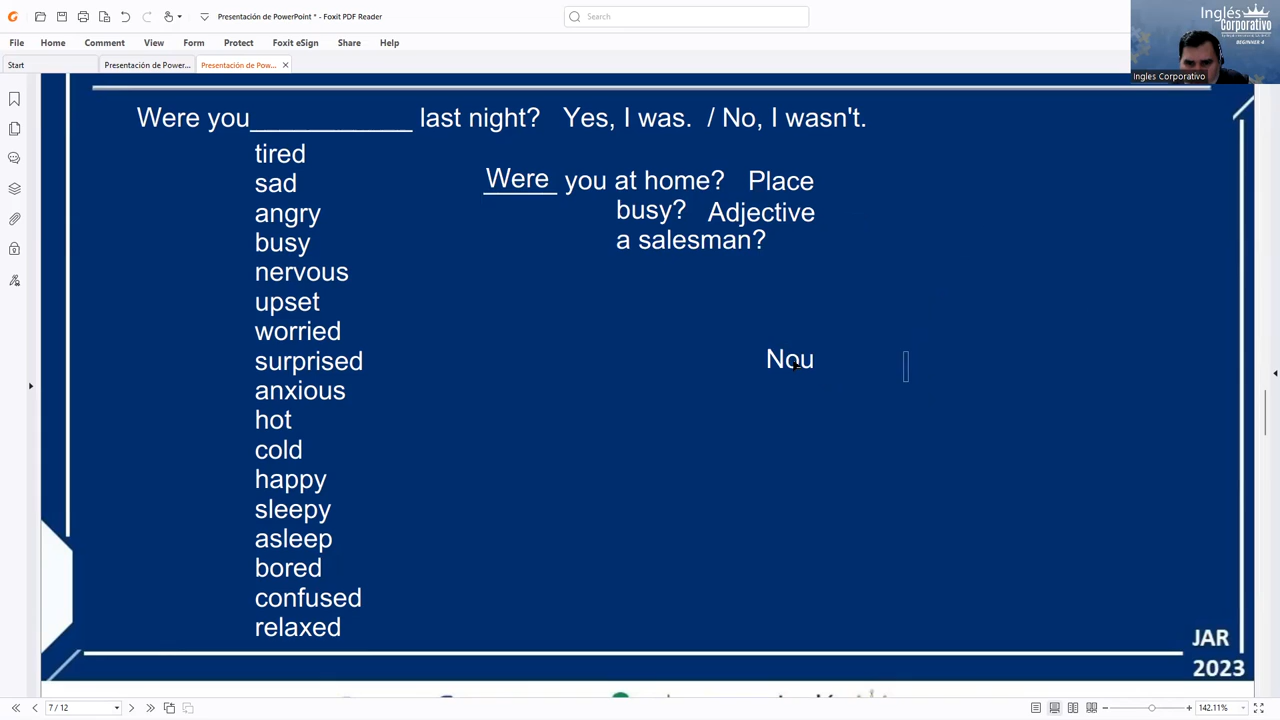 Presentación de PowerPoint * - Foxit PDF Reader
Search
File Home Comment View Form Protect Foxit eSign Share Help
Start
Presentación de Power...
Presentación de Pow...
Inglés
Corporativo
BEGINNER 4
Ingles Corporativo
Were you___________ last night? Yes, I was. / No, I wasn't.
tired
sad
angry
busy
nervous
upset
worried
surprised
anxious
hot
cold
happy
sleepy
asleep
bored
confused
relaxed
Were you at home? Place
busy? Adjective
a salesman?
Nou
JAR
2023
7 / 12
142.11%